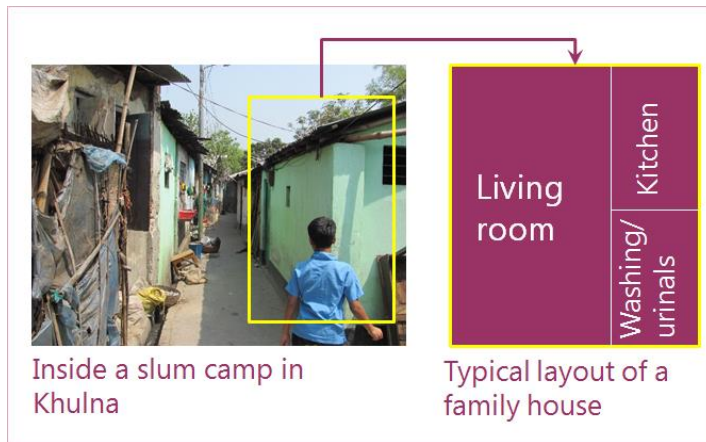 Living
room
Kitchen
Washing/
urinals
Inside a slum camp in
Khulna
Typical layout of a
family house